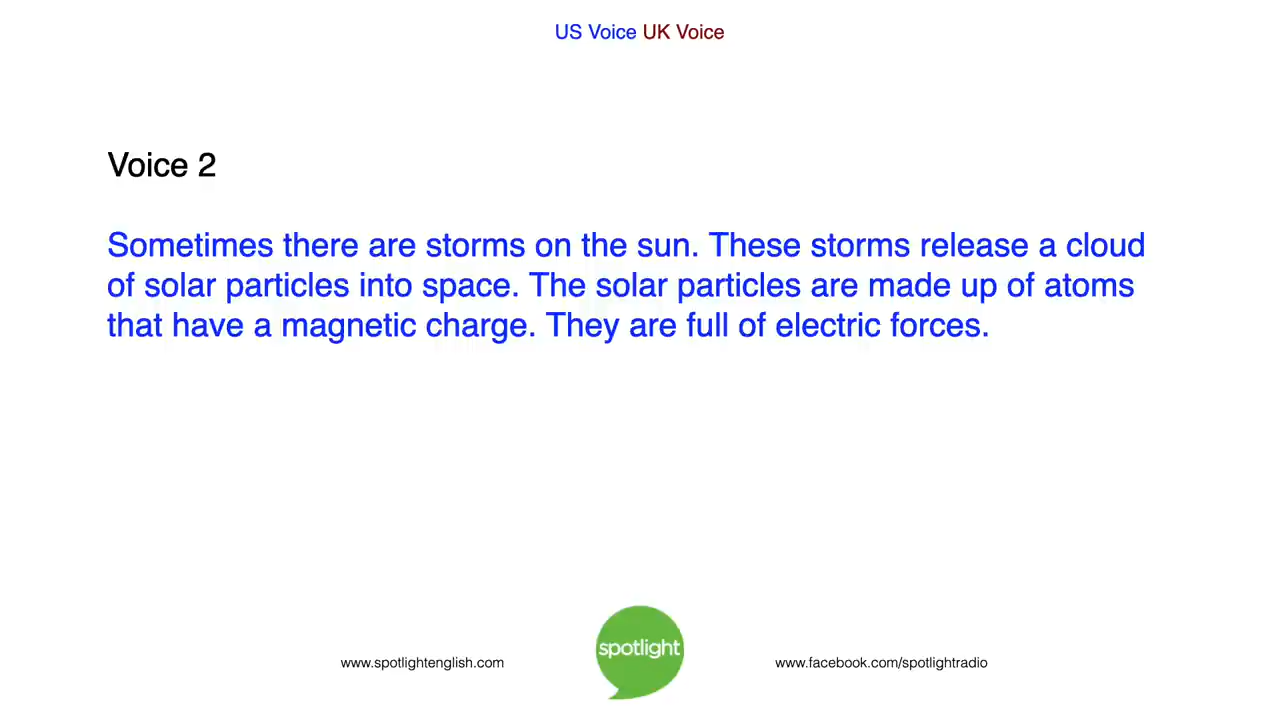 US Voice UK Voice
Voice 2
Sometimes there are storms on the sun. These storms release a cloud
of solar particles into space. The solar particles are made up of atoms
that have a magnetic charge. They are full of electric forces.
spotlight
www.spotlightenglish.com
www.facebook.com/spotlightradio